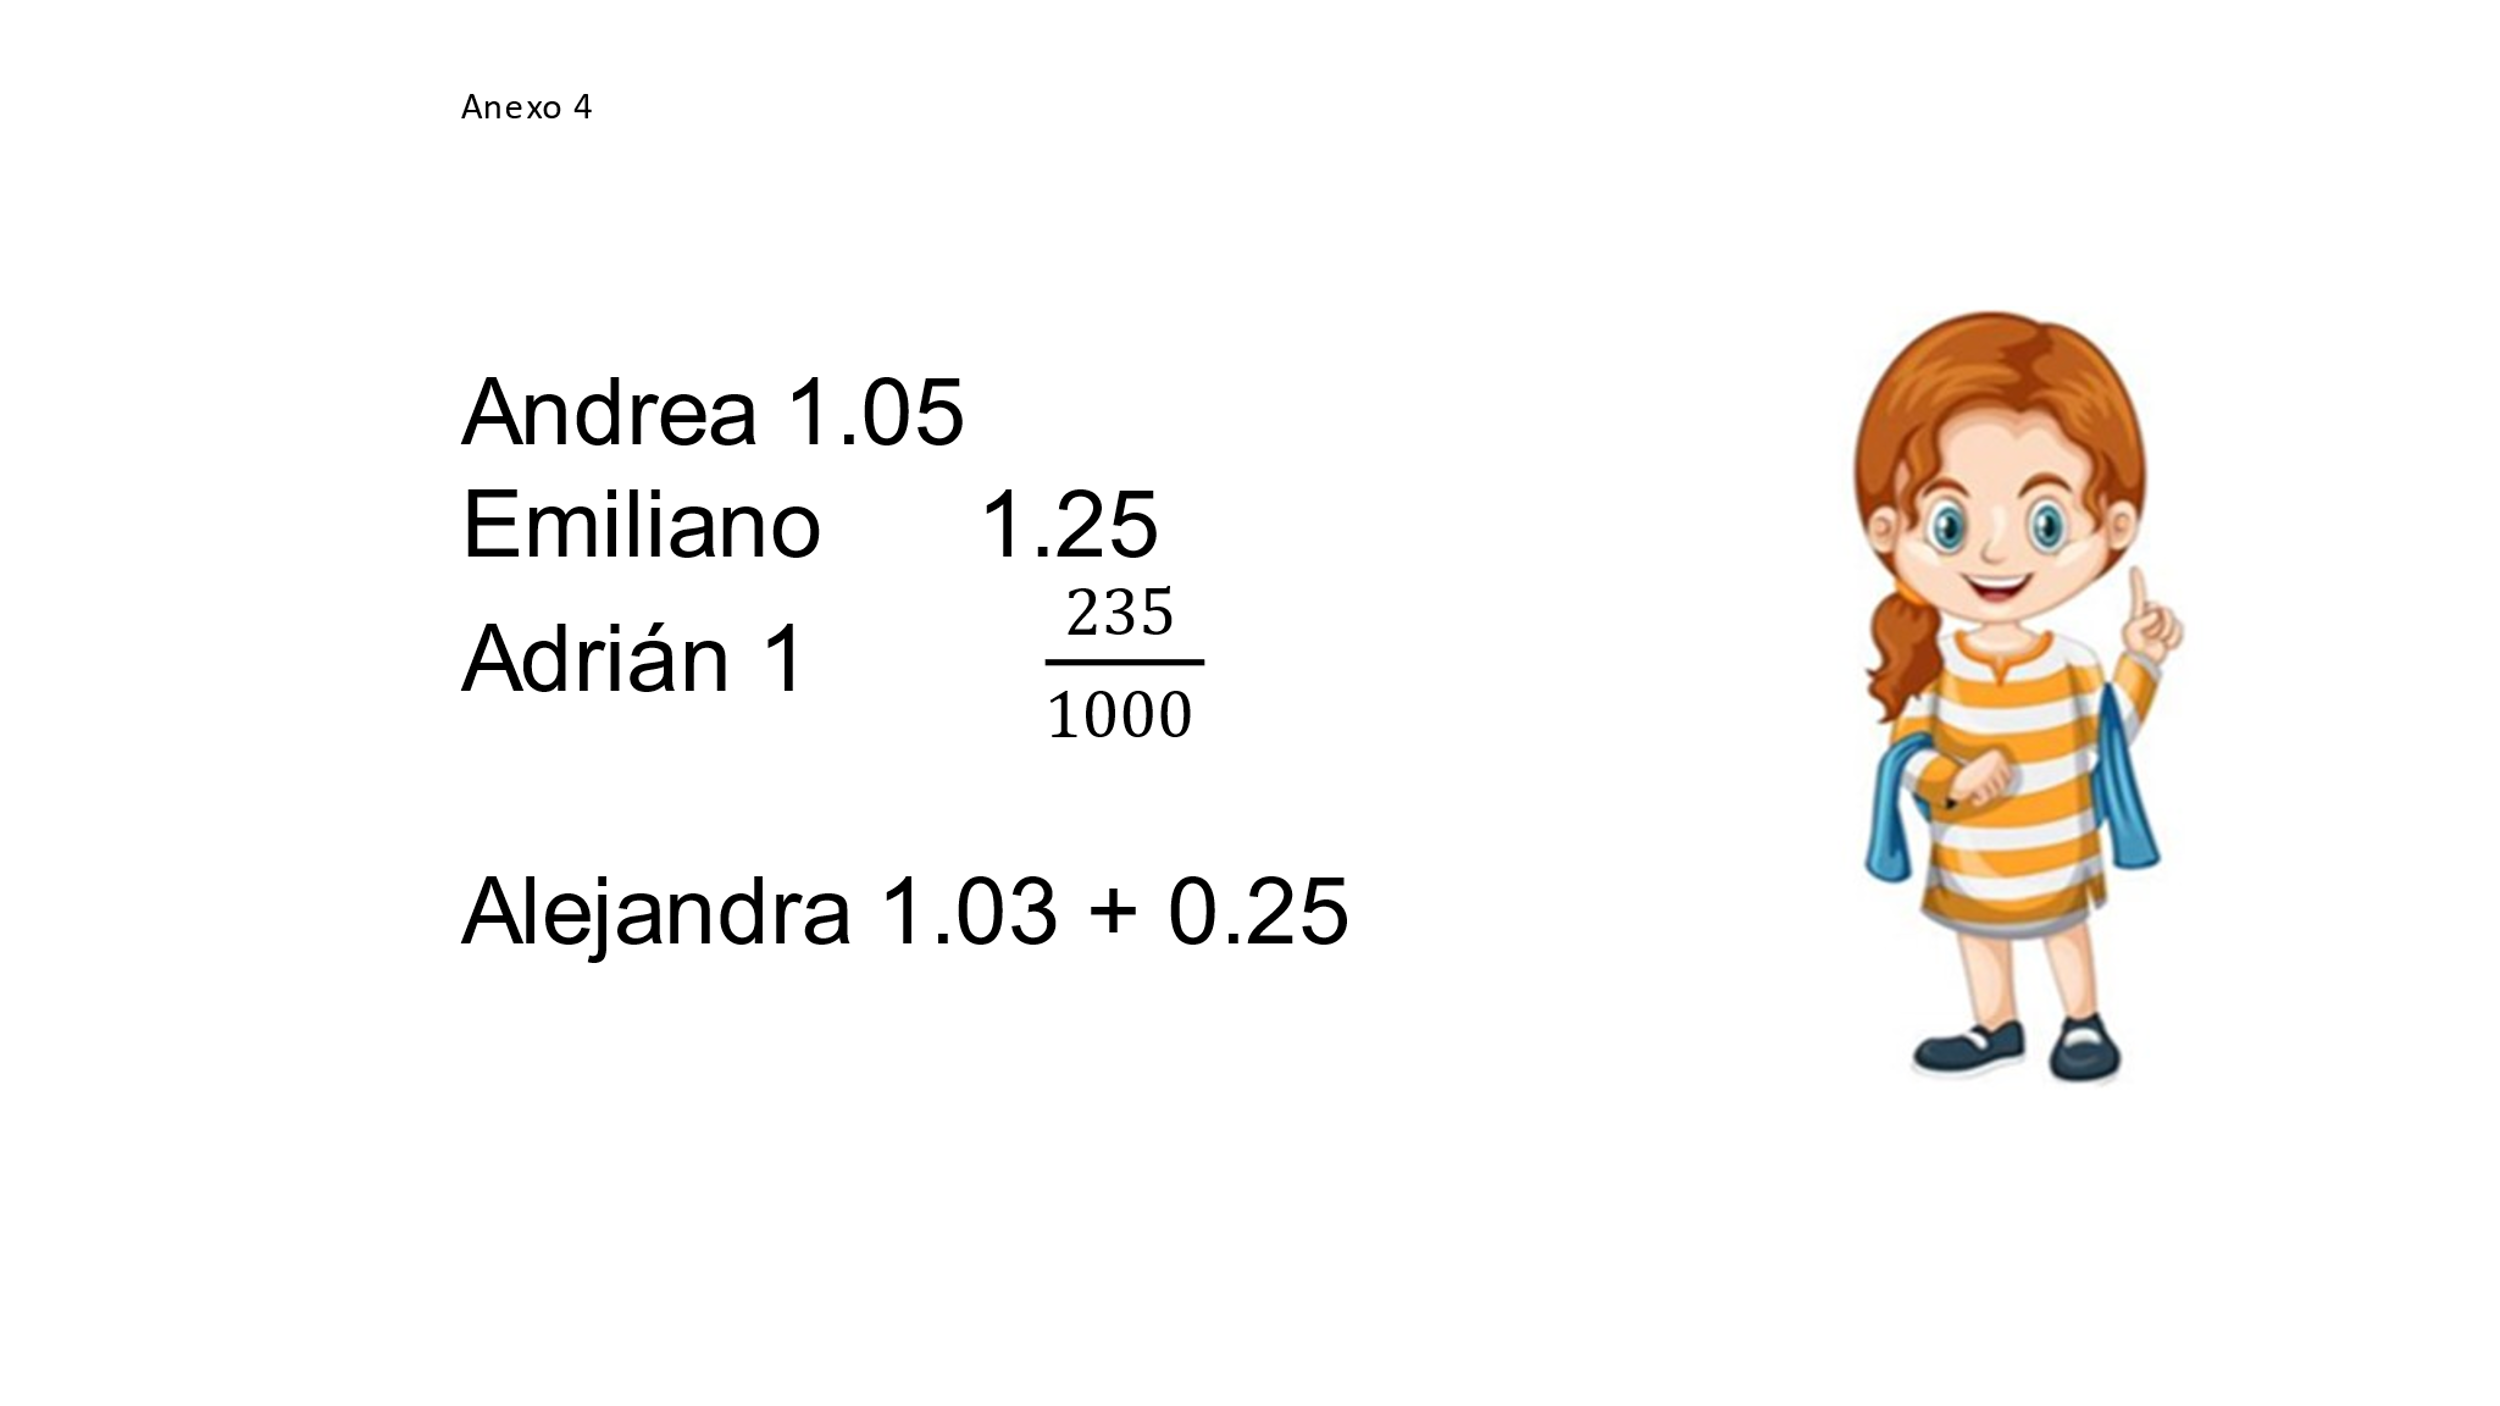 Anexo 4
Andrea 1.05
Emiliano 1.25
Adrián 1 235/1000
Alejandra 1.03 + 0.25